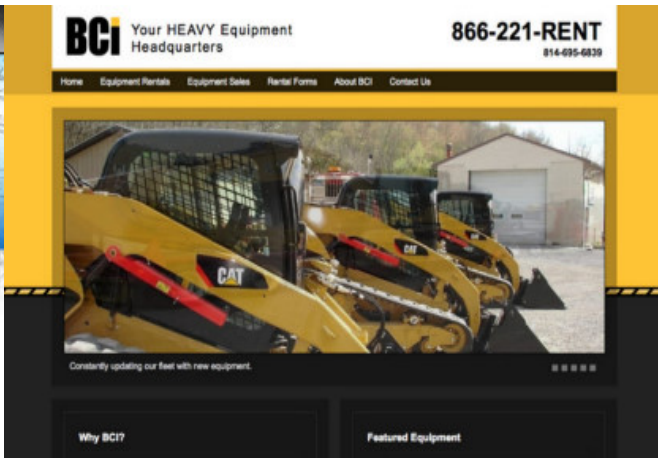 BCi
Your HEAVY Equipment
Headquarters
866-221-RENT
814-695-6839
Home Equipment Rentals Equipment Sales Rental Forms About BCI Contact Us
CAT
CAT
CAT
Constantly updating our fleet with new equipment.
Why BCI?
Featured Equipment